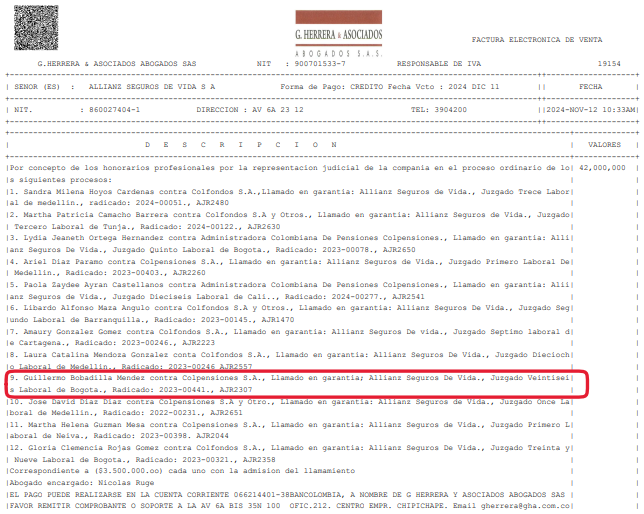 G. HERRERA & ASOCIADOS
ABOGADOS S.A.S.
FACTURA ELECTRONICA DE VENTA
G.HERRERA & ASOCIADOS ABOGADOS SAS NIT : 900701533-7 RESPONSABLE DE IVA 19154
SENOR (ES) : ALLIANZ SEGUROS DE VIDA S A Forma de Pago: CREDITO Fecha Vcto : 2024 DIC 11 || FECHA
NIT. : 860027404-1 DIRECCION : AV 6A 23 12 TEL: 3904200 ||2024-NOV-12 10:33AM
D E S C R I P C I O N | VALORES
Por concepto de los honorarios profesionales por la representacion judicial de la compania en el proceso ordinario de lo| 42,000,000
s siguientes procesos:
1. Sandra Milena Hoyos Cardenas contra Colfondos S.A.,Llamado en garantia: Allianz Seguros de Vida., Juzgado Trece Labor
al de medellin., radicado: 2024-00051., AJR2480
2. Martha Patricia Camacho Barrera contra Colfondos S.A y Otros., Llamado en garantia: Allianz Seguros de Vida., Juzgado
Tercero Laboral de Tunja., Radicado: 2024-00122., AJR2630
3. Lydia Jeaneth Ortega Hernandez contra Administradora Colombiana De Pensiones Colpensiones., Llamado en garantia: Alli
anz Seguros De Vida., Juzgado Quinto Laboral de Bogota., Radicado: 2023-00078., AJR2650
4. Ariel Diaz Paramo contra Colfondos S.A., Llamado en garantia: Allianz Seguros de Vida., Juzgado Primero Laboral De
Medellin., Radicado: 2023-00403., AJR2260
5. Paola Zaydee Ayran Castellanos contra Administradora Colombiana De Pensiones Colpensiones., Llamado en garantia: Alli
anz Seguros de Vida., Juzgado Dieciseis Laboral de Cali.., Radicado: 2024-00277., AJR2541
6. Libardo Alfonso Maza Angulo contra Colfondos S.A y Otros., Llamado en garantia: Allianz Seguros de Vida., Juzgado Seg
undo Laboral de Barranquilla., Radicado: 2023-00145., AJR1470
7. Amaury Gonzalez Gomez contra Colfondos S.A., Llamado en garantia: Allianz Seguros De vida., Juzgado Septimo laboral d
e Cartagena., Radicado: 2023-00246., AJR2223
8. Laura Catalina Mendoza Gonzalez conta Colfondos S.A., Llamado en garantia: Allianz Seguros de Vida., Juzgado Diecioch
o Laboral de Medellin., Radicado: 2023-00246 AJR2557
9. Guillermo Bobadilla Mendez contra Colpensiones S.A., Llamado en garantia; Allianz Seguros De Vida., Juzgado Veintisei
s Laboral de Bogota., Radicado: 2023-00441., AJR2307
10. Jose David Diaz Diaz contra Colpensiones S.A y Otro., Llamado en garantia: Allianz Seguros de Vida., Juzgado Once La
boral de Medellin., Radicado: 2022-00231., AJR2651
11. Martha Helena Guzman Mesa contra Colpensiones S.A., Llamado en garantia: Allianz Seguros de Vida., Juzgado Primero L
aboral de Neiva., Radicado: 2023-00398. AJR2044
12. Gloria Clemencia Rojas Gomez contra Colfondos S.A., Llamado en garantia: Allianz Seguros De Vida., Juzgado Treinta y
Nueve Laboral de Bogota., Radicado: 2023-00321., AJR2358
Correspondiente a ($3.500.000.oo) cada uno con la admision del llamamiento
Abogado encargado: Nicolas Ruge
EL PAGO PUEDE REALIZARSE EN LA CUENTA CORRIENTE 066214401-38BANCOLOMBIA, A NOMBRE DE G HERRERA Y ASOCIADOS ABOGADOS SAS
FAVOR REMITIR COMPROBANTE O SOPORTE A LA AV 6A BIS 35N 100 OFIC.212. CENTRO EMPR. CHIPICHAPE. Email gherrera@gha.com.co